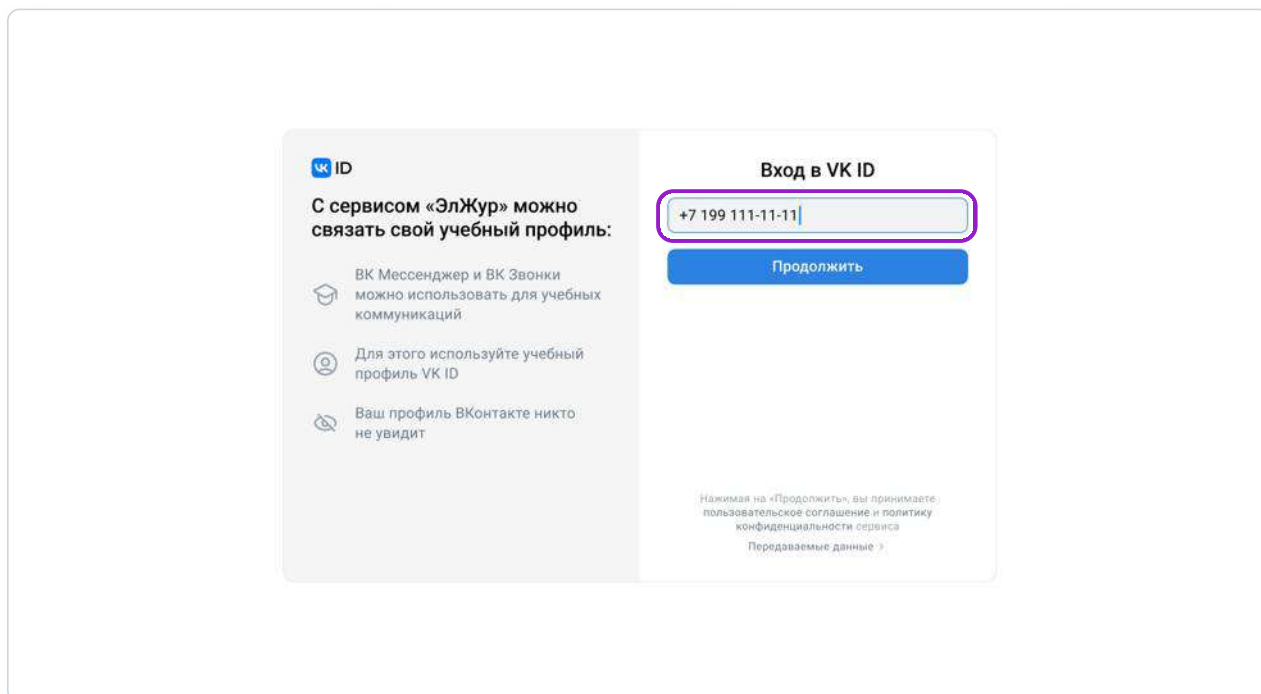 VK ID
С сервисом «ЭлЖур» можно
связать свой учебный профиль:
ВК Мессенджер и ВК Звонки
можно использовать для учебных
коммуникаций
Для этого используйте учебный
профиль VK ID
Ваш профиль ВКонтакте никто
не увидит
Вход в VK ID
+7 199 111-11-11
Продолжить
Нажимая на «Продолжить», вы принимаете
пользовательское соглашение и политику
конфиденциальности сервиса
Передаваемые данные >